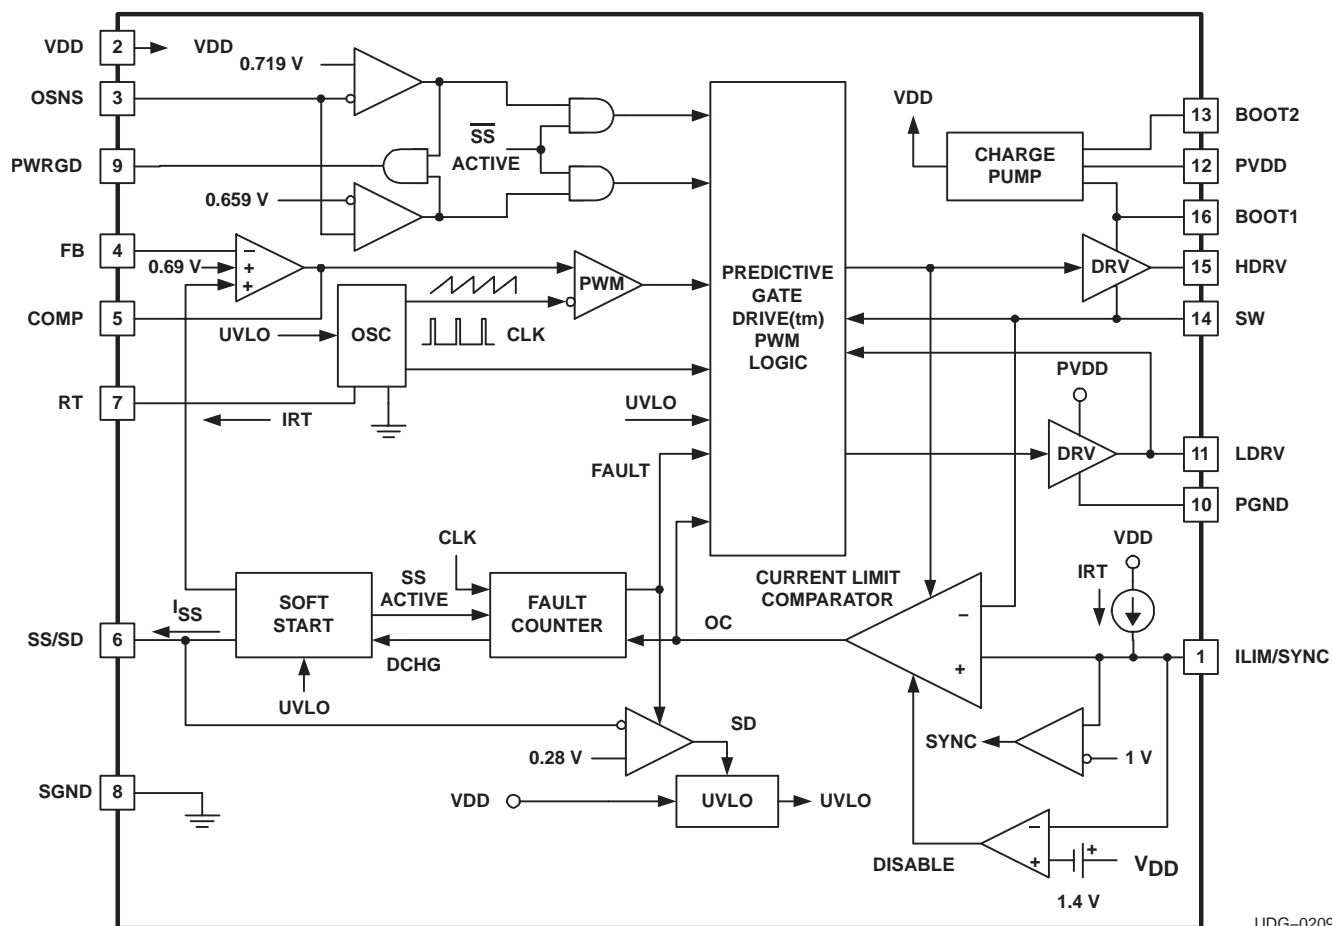 VDD
2
VDD
0.719 V
OSNS
3
SS
ACTIVE
PWRGD
9
0.659 V
FB
4
0.69 V
−
+
+
COMP
5
UVLO
OSC
CLK
PWM
RT
7
IRT
UVLO
FAULT
PREDICTIVE
GATE
DRIVE(tm)
PWM
LOGIC
VDD
CHARGE
PUMP
13
BOOT2
12
PVDD
16
BOOT1
DRV
15
HDRV
14
SW
PVDD
DRV
11
LDRV
10
PGND
CLK
SS
ACTIVE
SOFT
START
FAULT
COUNTER
ISS
SS/SD
6
DCHG
UVLO
OC
CURRENT LIMIT
COMPARATOR
−
+
VDD
IRT
1
ILIM/SYNC
SYNC
1 V
0.28 V
SD
VDD
UVLO
UVLO
SGND
8
DISABLE
−
+
+
VDD
1.4 V
UDG–0209